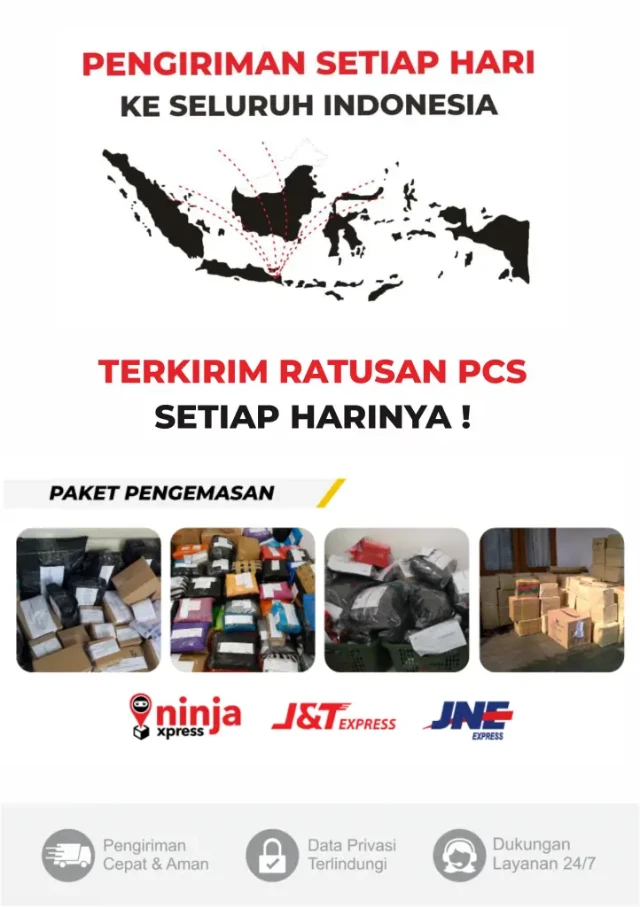 PENGIRIMAN SETIAP HARI
KE SELURUH INDONESIA
TERKIRIM RATUSAN PCS
SETIAP HARINYA !
PAKET PENGEMASAN
ninja
xpress
J&T EXPRESS
JNE
EXPRESS
Pengiriman
Cepat & Aman
Data Privasi
Terlindungi
Dukungan
Layanan 24/7